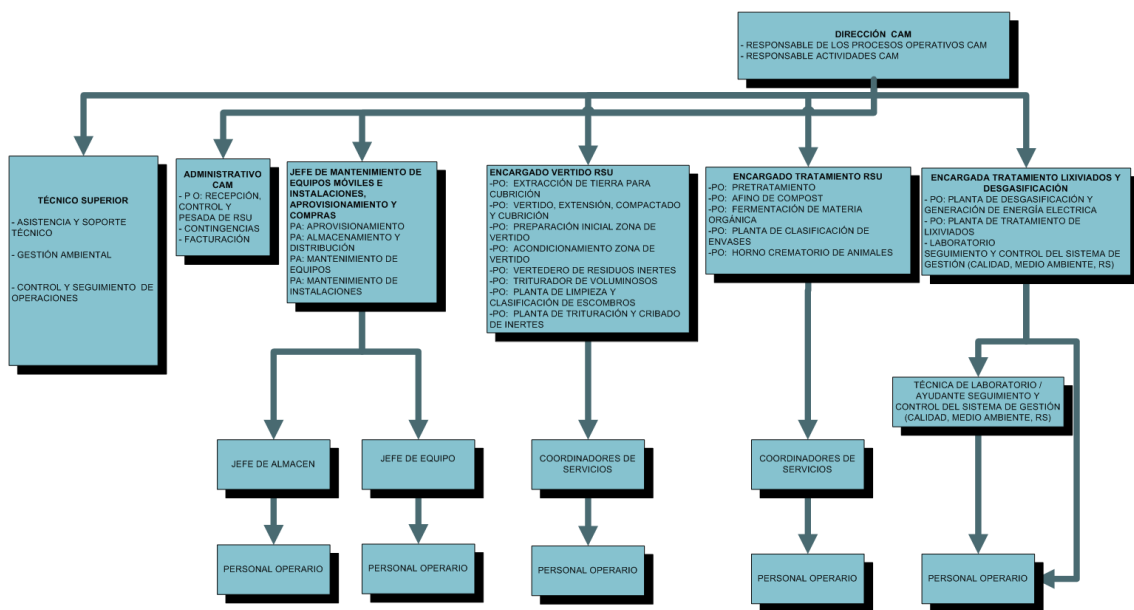 DIRECCIÓN CAM
- RESPONSABLE DE LOS PROCESOS OPERATIVOS CAM
- RESPONSABLE ACTIVIDADES CAM
TÉCNICO SUPERIOR
- ASISTENCIA Y SOPORTE
TÉCNICO
- GESTIÓN AMBIENTAL
- CONTROL Y SEGUIMIENTO DE
OPERACIONES
ADMINISTRATIVO
CAM
- P O: RECEPCIÓN,
CONTROL Y
PESADA DE RSU
- CONTINGENCIAS
- FACTURACIÓN
JEFE DE MANTENIMIENTO DE
EQUIPOS MÓVILES E
INSTALACIONES,
APROVISIONAMIENTO Y
COMPRAS
PA: APROVISIONAMIENTO
PA: ALMACENAMIENTO Y
DISTRIBUCIÓN
PA: MANTENIMIENTO DE
EQUIPOS
PA: MANTENIMIENTO DE
INSTALACIONES
ENCARGADO VERTIDO RSU
-PO: EXTRACCIÓN DE TIERRA PARA
CUBRICIÓN
-PO: VERTIDO, EXTENSIÓN, COMPACTADO
Y CUBRICIÓN
-PO: PREPARACIÓN INICIAL ZONA DE
VERTIDO
-PO: ACONDICIONAMIENTO ZONA DE
VERTIDO
-PO: VERTEDERO DE RESIDUOS INERTES
-PO: TRITURADOR DE VOLUMINOSOS
-PO: PLANTA DE LIMPIEZA Y
CLASIFICACIÓN DE ESCOMBROS
-PO: PLANTA DE TRITURACIÓN Y CRIBADO
DE INERTES
ENCARGADO TRATAMIENTO RSU
-PO: PRETRATAMIENTO
-PO: AFINO DE COMPOST
-PO: FERMENTACIÓN DE MATERIA
ORGÁNICA
-PO: PLANTA DE CLASIFICACIÓN DE
ENVASES
-PO: HORNO CREMATORIO DE ANIMALES
ENCARGADA TRATAMIENTO LIXIVIADOS Y
DESGASIFICACIÓN
- PO: PLANTA DE DESGASIFICACIÓN Y
GENERACIÓN DE ENERGÍA ELECTRICA
- PO: PLANTA DE TRATAMIENTO DE
LIXIVIADOS
- LABORATORIO
SEGUIMIENTO Y CONTROL DEL SISTEMA DE
GESTIÓN (CALIDAD, MEDIO AMBIENTE, RS)
TÉCNICA DE LABORATORIO /
AYUDANTE SEGUIMIENTO Y
CONTROL DEL SISTEMA DE GESTIÓN
(CALIDAD, MEDIO AMBIENTE, RS)
JEFE DE ALMACEN
JEFE DE EQUIPO
COORDINADORES DE
SERVICIOS
COORDINADORES DE
SERVICIOS
PERSONAL OPERARIO
PERSONAL OPERARIO
PERSONAL OPERARIO
PERSONAL OPERARIO
PERSONAL OPERARIO